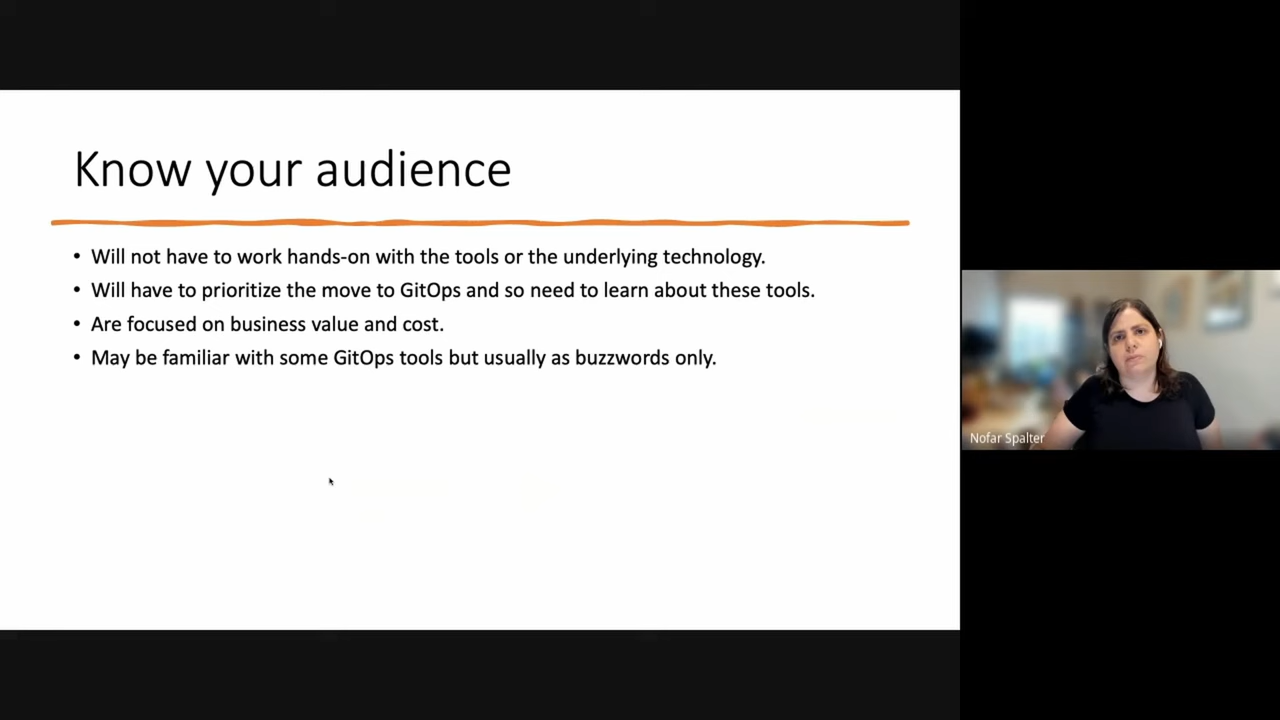 Know your audience
• Will not have to work hands-on with the tools or the underlying technology.
• Will have to prioritize the move to GitOps and so need to learn about these tools.
• Are focused on business value and cost.
• May be familiar with some GitOps tools but usually as buzzwords only.
Nofar Spalter